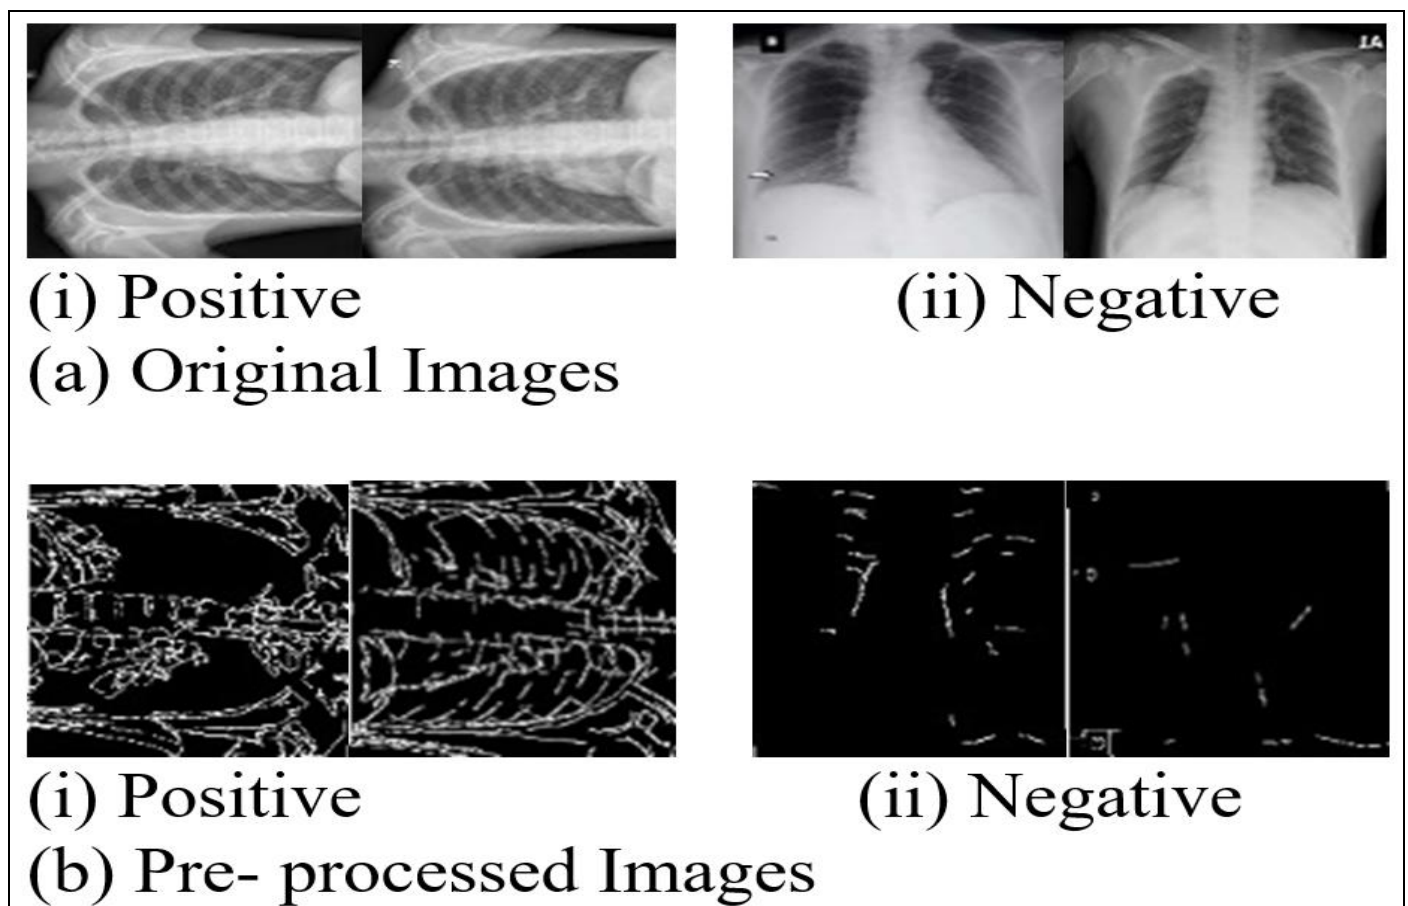 (i) Positive
(ii) Negative
(a) Original Images
(i) Positive
(ii) Negative
(b) Pre- processed Images